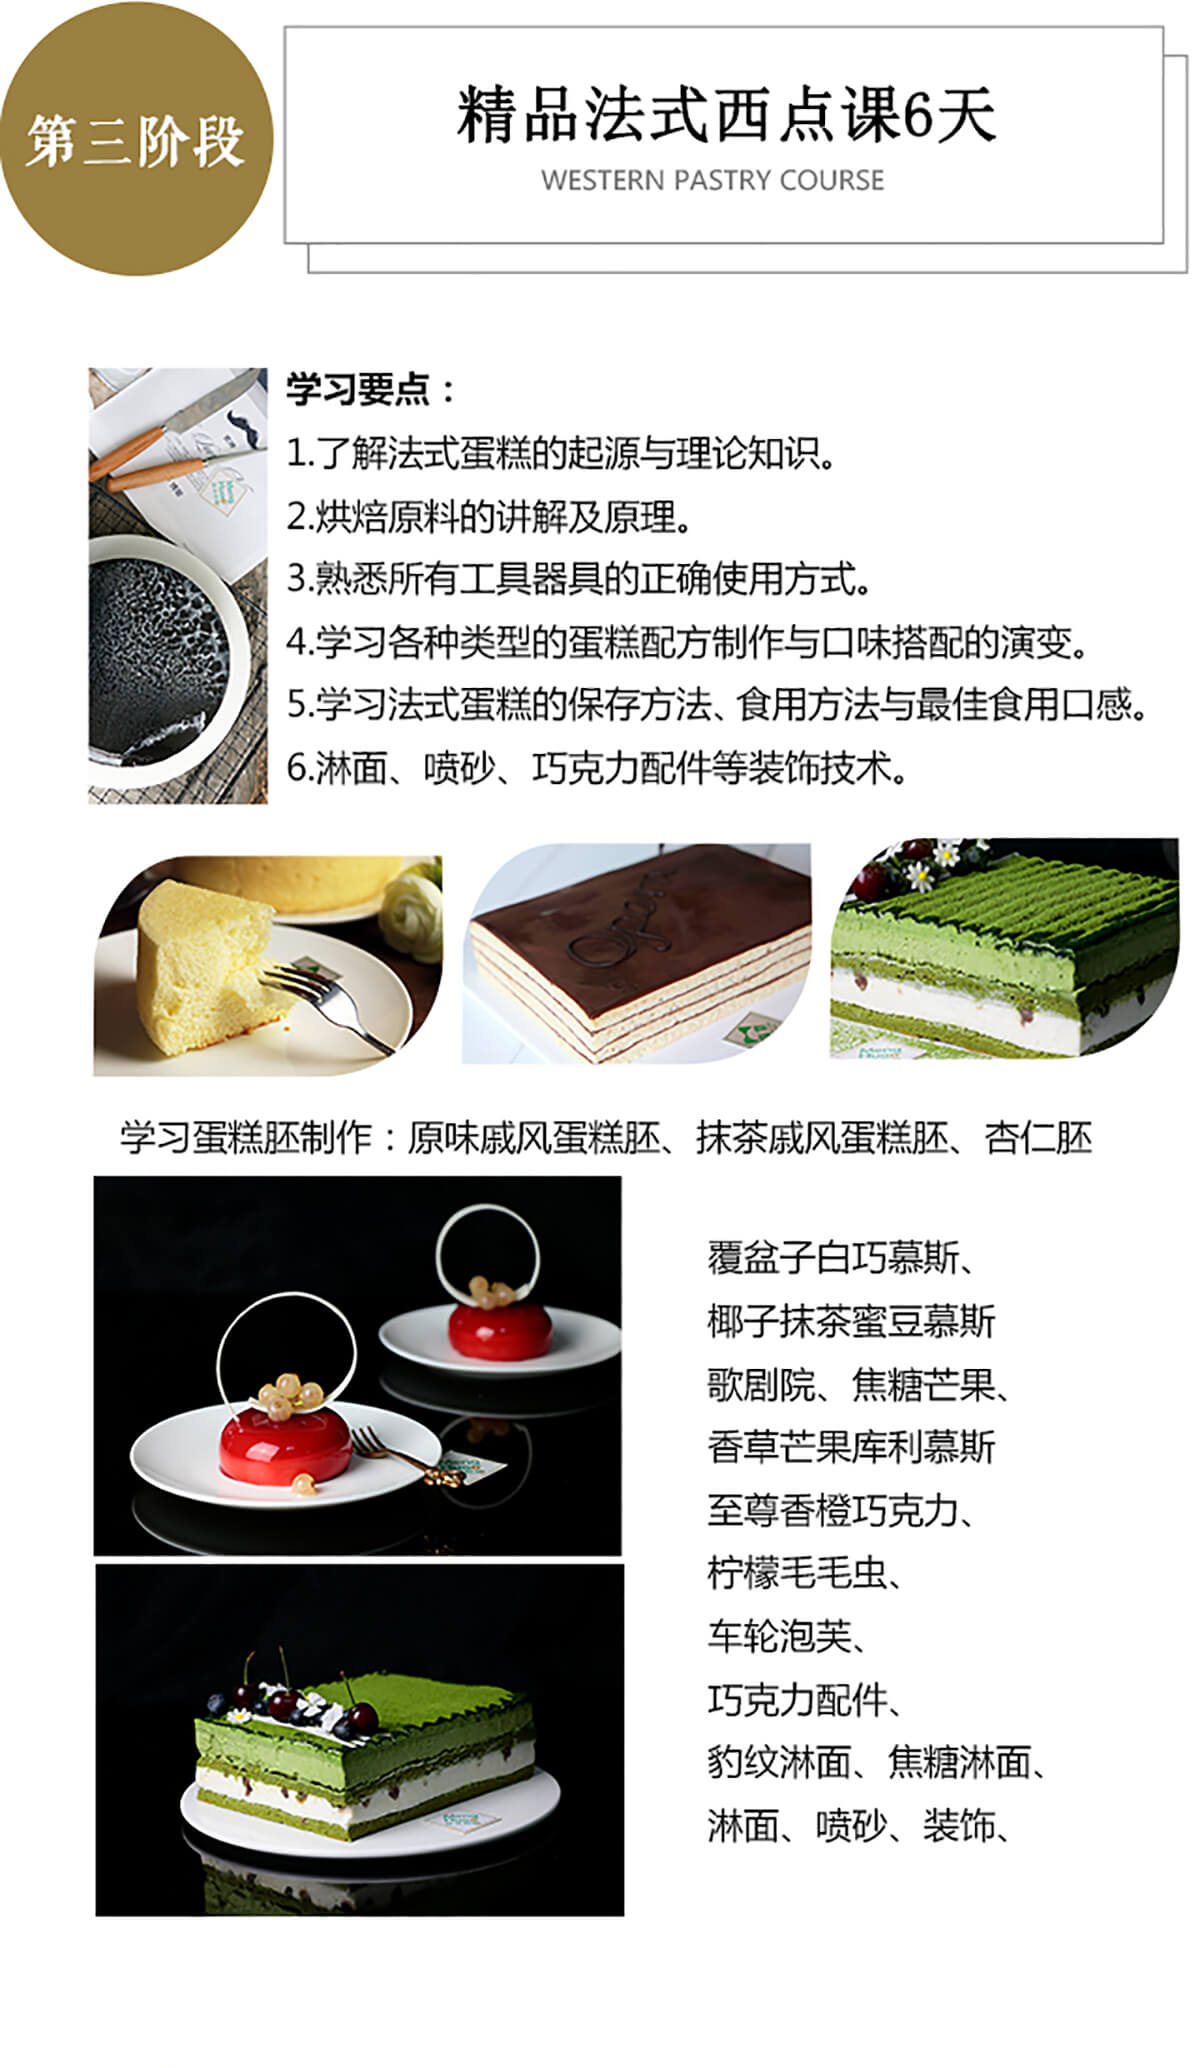 第三阶段
精品法式西点课6天
WESTERN PASTRY COURSE
学习要点：
1.了解法式蛋糕的起源与理论知识。
2.烘焙原料的讲解及原理。
3.熟悉所有工具器具的正确使用方式。
4.学习各种类型的蛋糕配方制作与口味搭配的演变。
5.学习法式蛋糕的保存方法、食用方法与最佳食用口感。
6.淋面、喷砂、巧克力配件等装饰技术。
学习蛋糕胚制作：原味戚风蛋糕胚、抹茶戚风蛋糕胚、杏仁胚
覆盆子白巧慕斯、
椰子抹茶蜜豆慕斯
歌剧院、焦糖芒果、
香草芒果库利慕斯
至尊香橙巧克力、
柠檬毛毛虫、
车轮泡芙、
巧克力配件、
豹纹淋面、焦糖淋面、
淋面、喷砂、装饰、